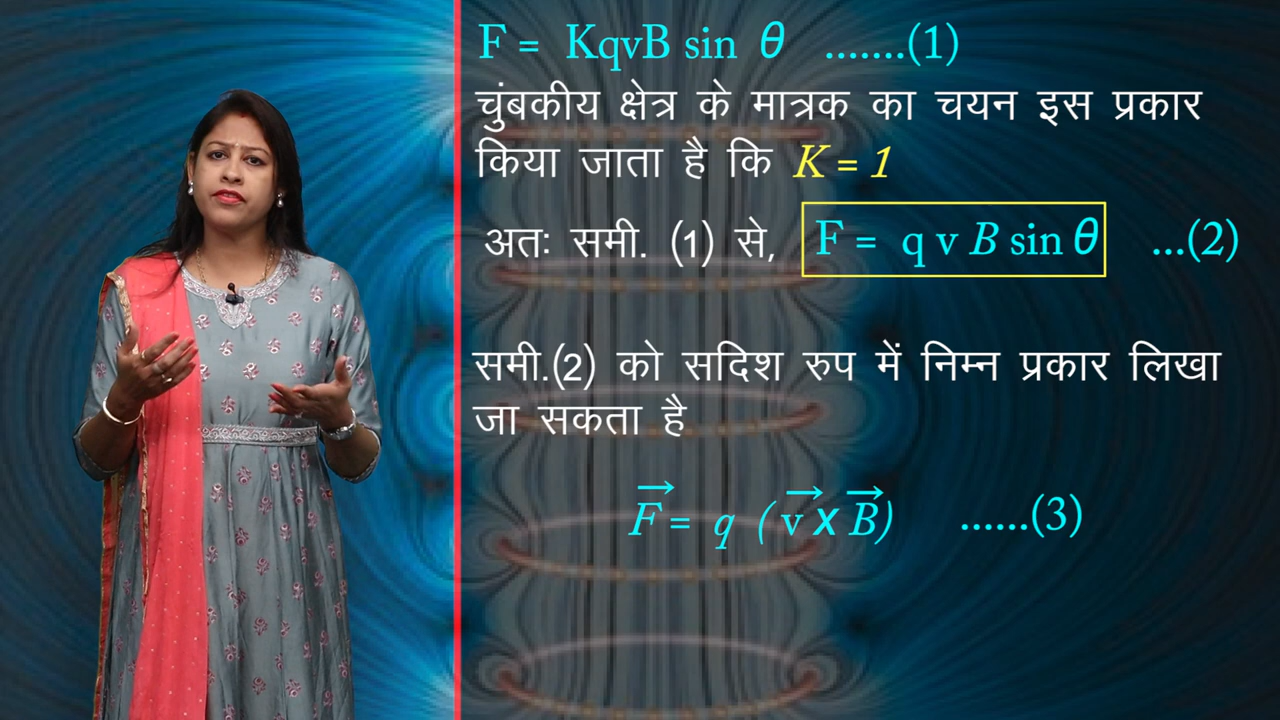 F = KqvB sin θ .......(1)
चुंबकीय क्षेत्र के मात्रक का चयन इस प्रकार
किया जाता है कि K = 1
अतः समी. (1) से, F = q v B sin θ ...(2)
समी.(2) को सदिश रुप में निम्न प्रकार लिखा
जा सकता है
F⃗ = q ( v⃗ x B⃗) ......(3)